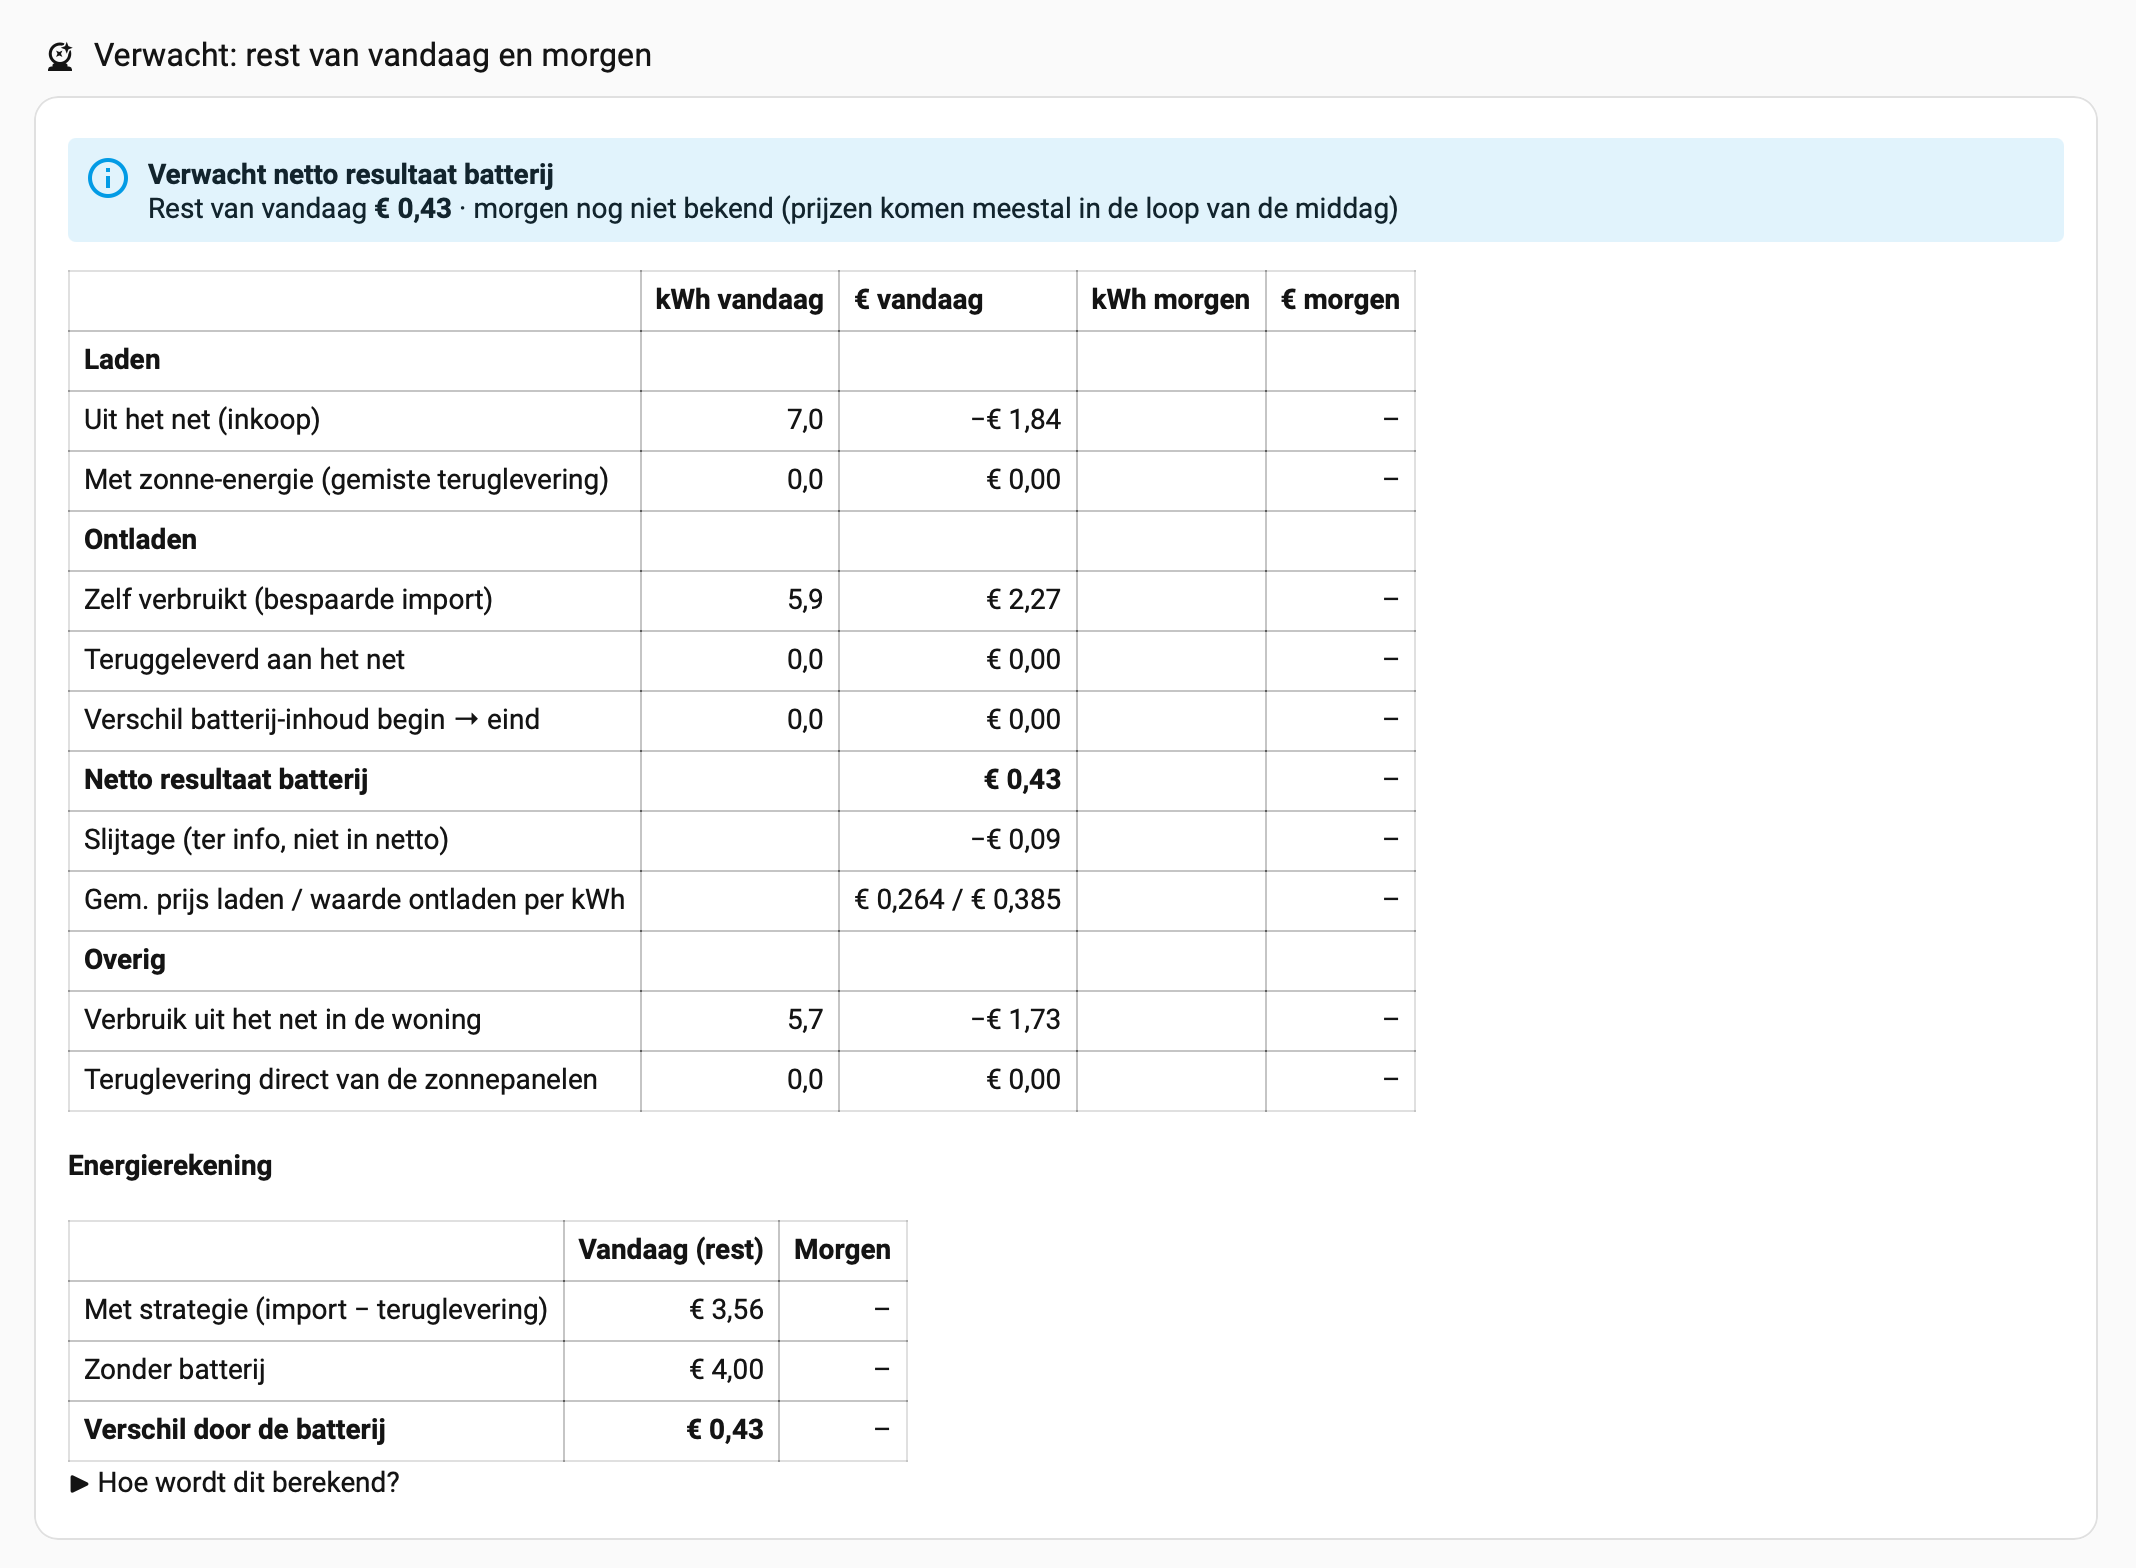 Verwacht: rest van vandaag en morgen
Verwacht netto resultaat batterij
Rest van vandaag € 0,43 · morgen nog niet bekend (prijzen komen meestal in de loop van de middag)
kWh vandaag € vandaag kWh morgen € morgen
Laden
Uit het net (inkoop) 7,0 −€ 1,84 –
Met zonne-energie (gemiste teruglevering) 0,0 € 0,00 –
Ontladen
Zelf verbruikt (bespaarde import) 5,9 € 2,27 –
Teruggeleverd aan het net 0,0 € 0,00 –
Verschil batterij-inhoud begin → eind 0,0 € 0,00 –
Netto resultaat batterij € 0,43 –
Slijtage (ter info, niet in netto) −€ 0,09 –
Gem. prijs laden / waarde ontladen per kWh € 0,264 / € 0,385 –
Overig
Verbruik uit het net in de woning 5,7 −€ 1,73 –
Teruglevering direct van de zonnepanelen 0,0 € 0,00 –
Energierekening
Vandaag (rest) Morgen
Met strategie (import − teruglevering) € 3,56 –
Zonder batterij € 4,00 –
Verschil door de batterij € 0,43 –
▶ Hoe wordt dit berekend?